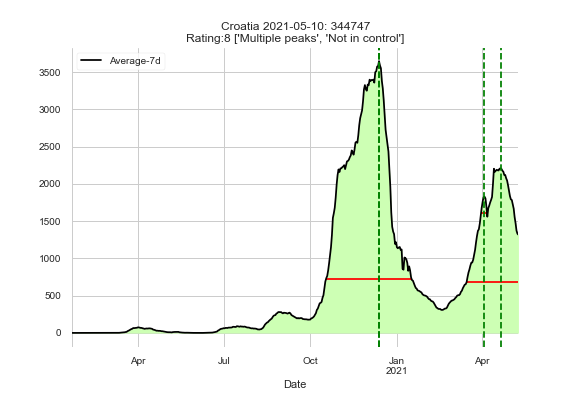 Croatia 2021-05-10: 344747
Rating:8 ['Multiple peaks', 'Not in control']
Average-7d
3500
3000
2500
2000
1500
1000
500
0
Apr
Jul
Oct
Jan
2021
Apr
Date